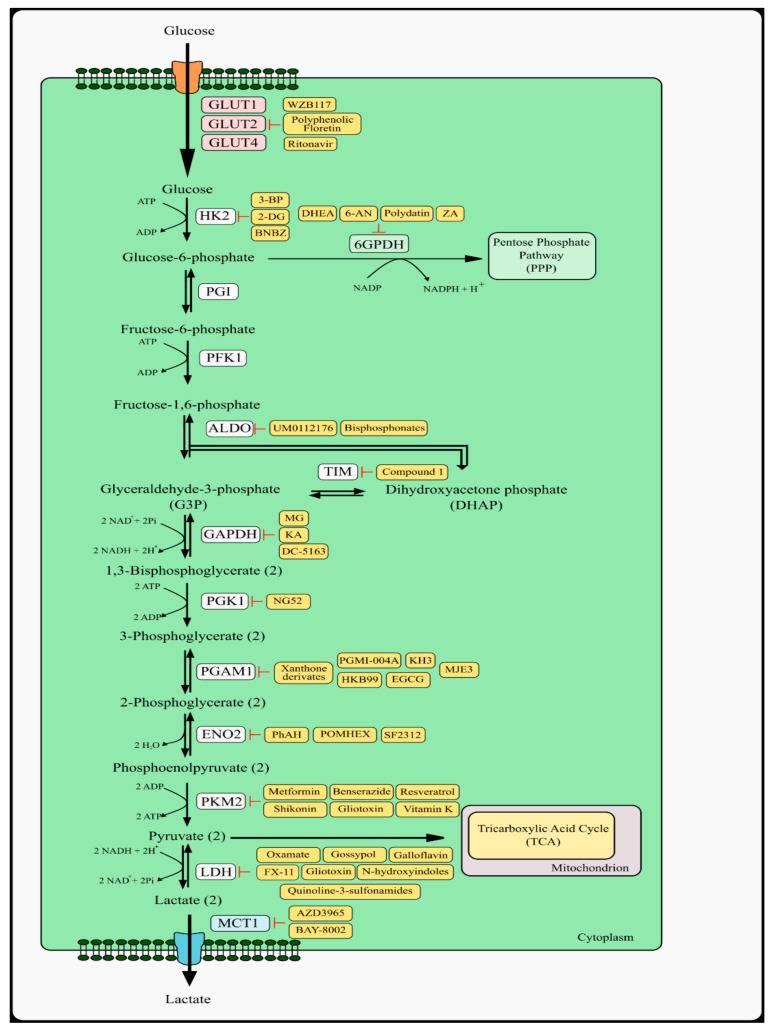 Glucose
GLUT1
WZB117
GLUT2
Polyphenolic
Floretin
GLUT4
Ritonavir
Glucose
ATP
HK2
3-BP
2-DG
BNBZ
ADP
DHEA
6-AN
Polydatin
ZA
6GPDH
Glucose-6-phosphate
NADP
NADPH + H+
Pentose Phosphate
Pathway
(PPP)
PGI
Fructose-6-phosphate
ATP
PFK1
ADP
Fructose-1,6-phosphate
ALDO
UM0112176
Bisphosphonates
TIM
Compound 1
Glyceraldehyde-3-phosphate
(G3P)
Dihydroxyacetone phosphate
(DHAP)
2 NAD+ + 2Pi
GAPDH
MG
KA
DC-5163
2 NADH + 2H+
1,3-Bisphosphoglycerate (2)
2 ATP
PGK1
NG52
2 ADP
3-Phosphoglycerate (2)
PGAM1
Xanthone
derivates
PGMI-004A
KH3
MJE3
HKB99
EGCG
2-Phosphoglycerate (2)
ENO2
PhAH
POMHEX
SF2312
2 H2O
Phosphoenolpyruvate (2)
2 ADP
PKM2
Metformin
Benserazide
Resveratrol
Shikonin
Gliotoxin
Vitamin K
2 ATP
Pyruvate (2)
Tricarboxylic Acid Cycle
(TCA)
Mitochondrion
2 NADH + 2H+
LDH
Oxamate
Gossypol
Galloflavin
FX-11
Gliotoxin
N-hydroxyindoles
Quinoline-3-sulfonamides
2 NAD+ + 2Pi
Lactate (2)
MCT1
AZD3965
BAY-8002
Cytoplasm
Lactate